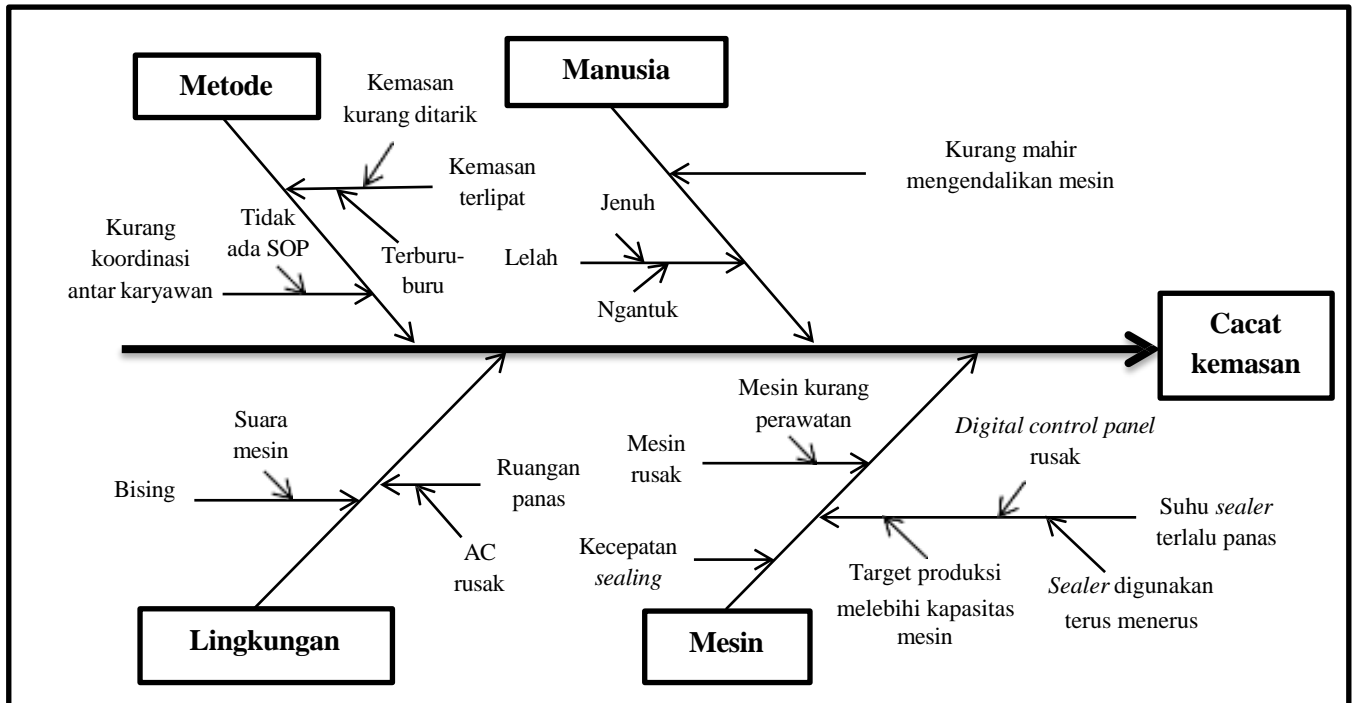 Metode
Kemasan
kurang ditarik
Kemasan
terlipat
Tidak
ada SOP
Kurang
koordinasi
antar karyawan
Terburu-
buru
Manusia
Kurang mahir
mengendalikan mesin
Jenuh
Lelah
Ngantuk
Cacat
kemasan
Suara
mesin
Bising
Ruangan
panas
AC
rusak
Lingkungan
Mesin kurang
perawatan
Mesin
rusak
Digital control panel
rusak
Suhu sealer
terlalu panas
Kecepatan
sealing
Target produksi
melebihi kapasitas
mesin
Sealer digunakan
terus menerus
Mesin